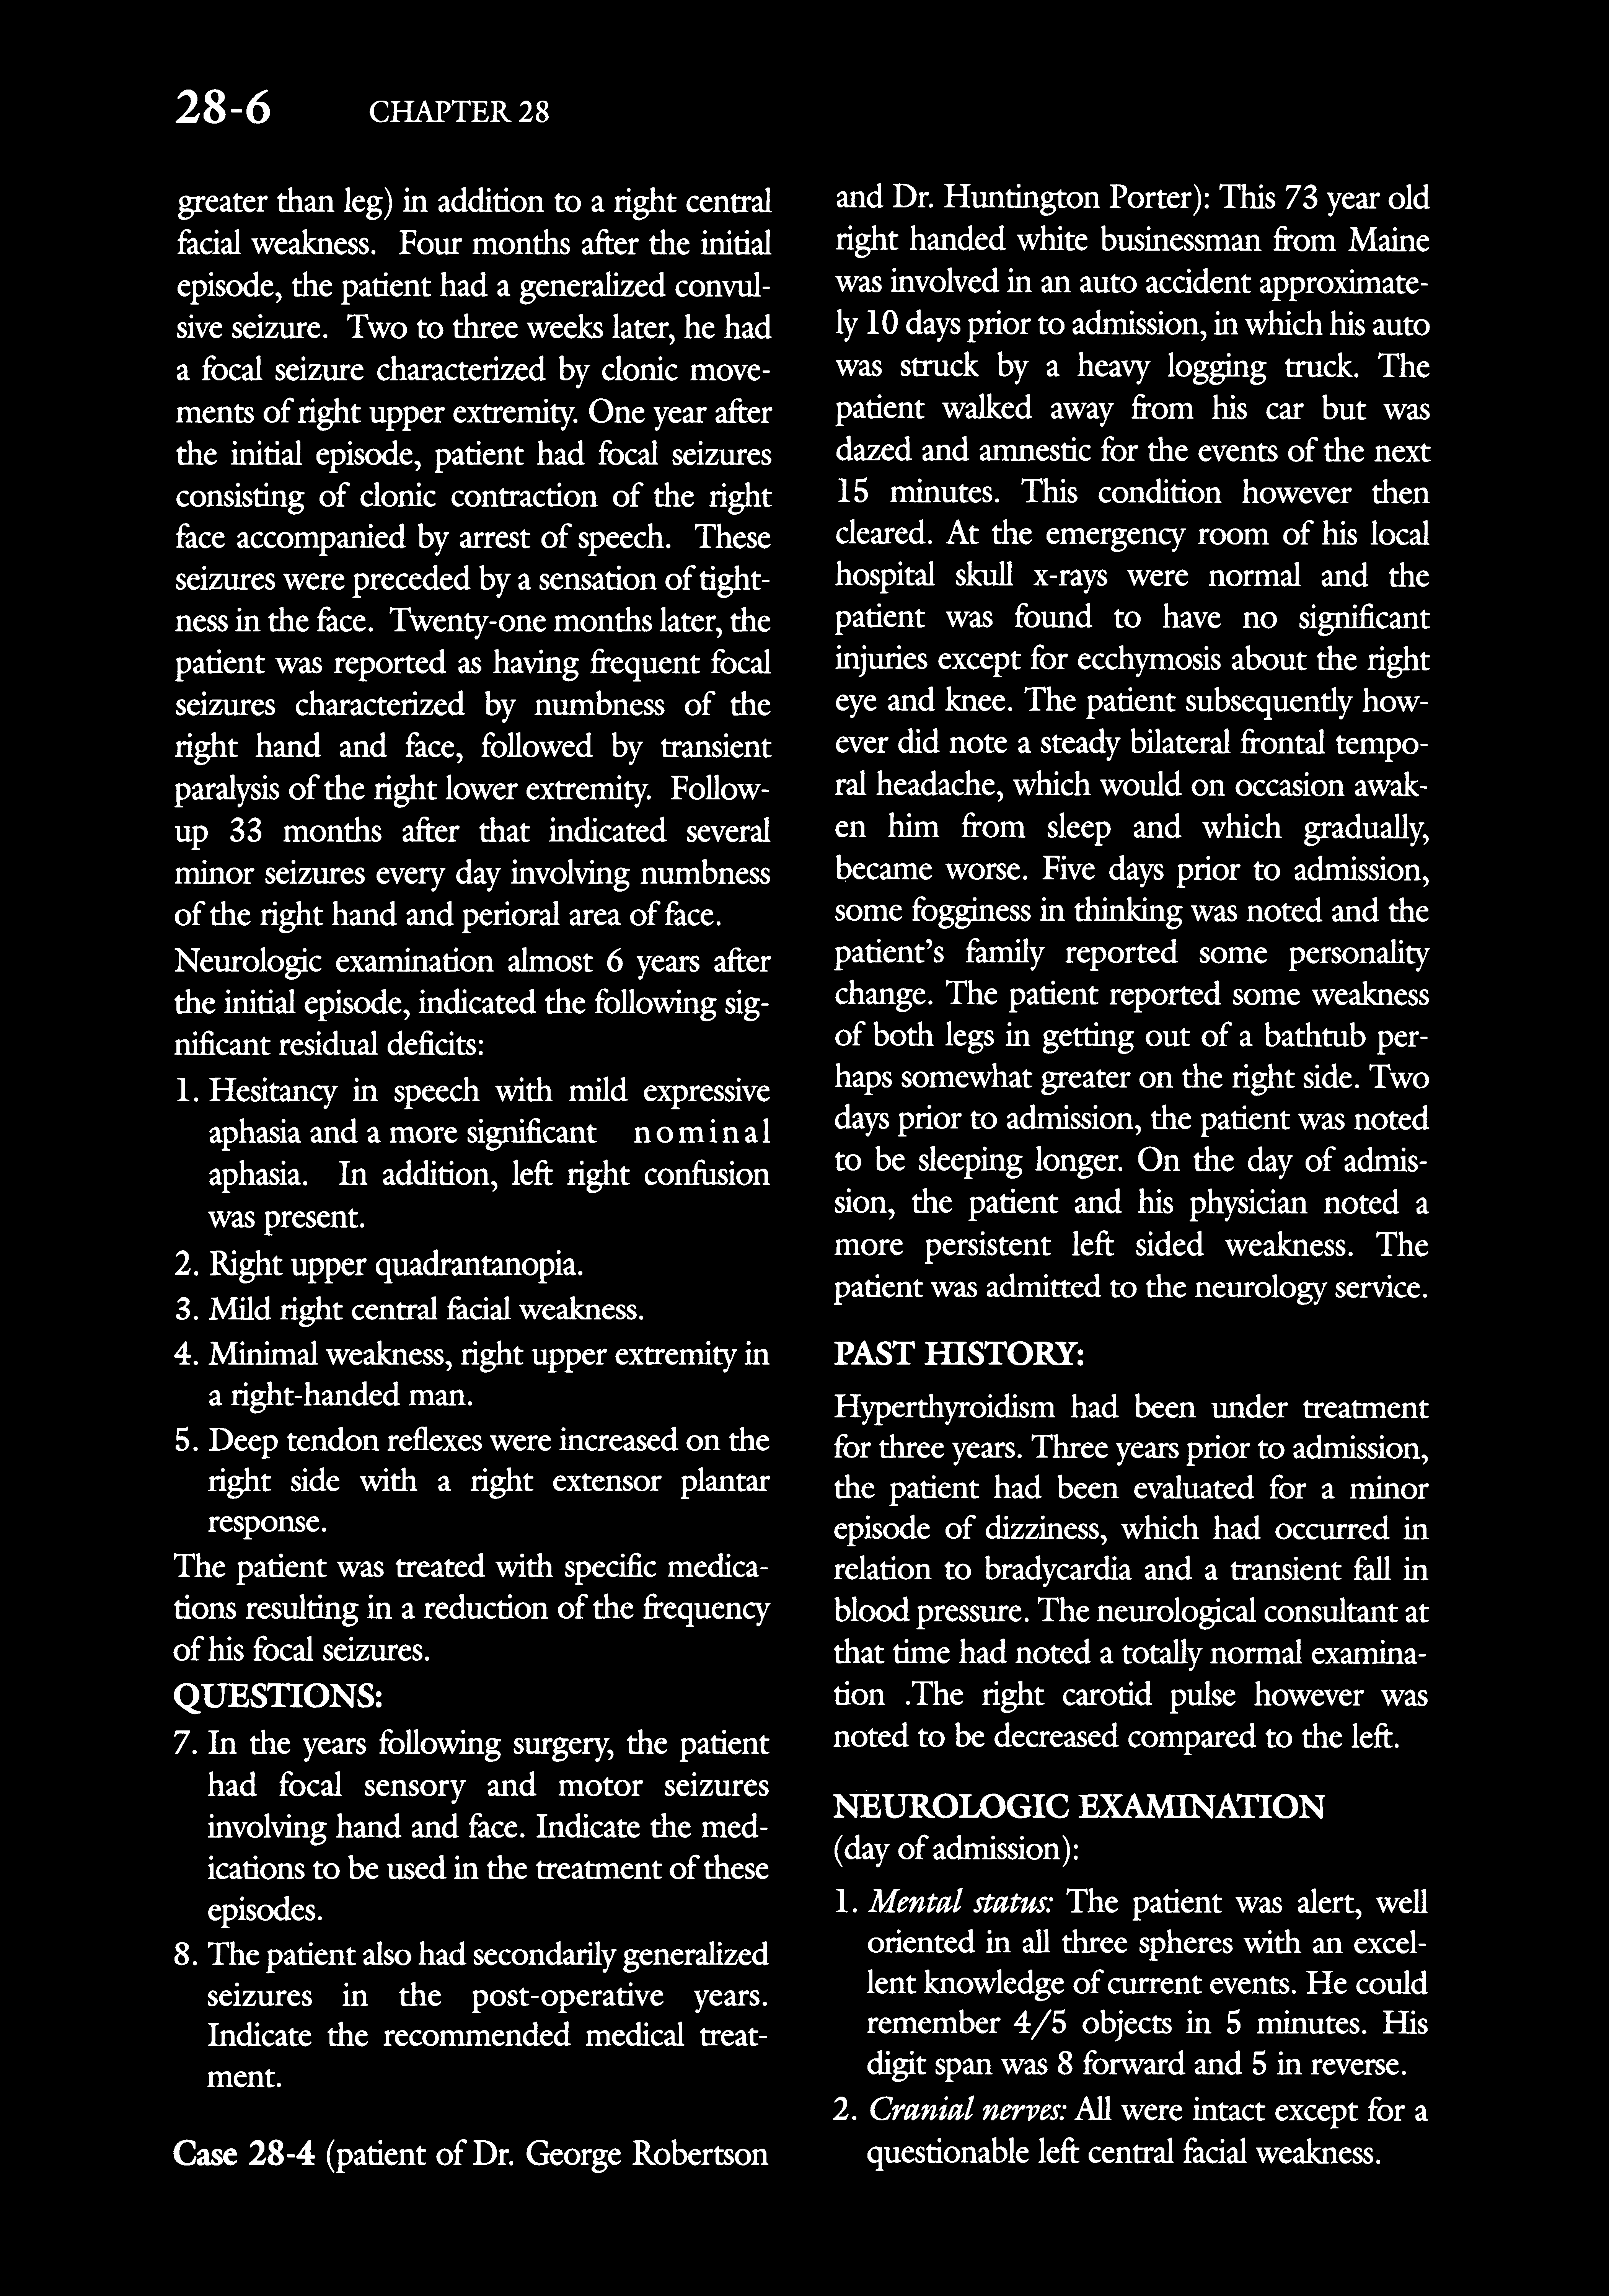 28-6 CHAPTER 28
greater than leg) in addition to a right central
facial weakness. Four months after the initial
episode, the patient had a generalized convul-
sive seizure. Two to three weeks later, he had
a focal seizure characterized by clonic move-
ments of right upper extremity. One year after
the initial episode, patient had focal seizures
consisting of clonic contraction of the right
face accompanied by arrest of speech. These
seizures were preceded by a sensation of tight-
ness in the face. Twenty-one months later, the
patient was reported as having frequent focal
seizures characterized by numbness of the
right hand and face, followed by transient
paralysis of the right lower extremity. Follow-
up 33 months after that indicated several
minor seizures every day involving numbness
of the right hand and perioral area of face.
Neurologic examination almost 6 years after
the initial episode, indicated the following sig-
nificant residual deficits:
1. Hesitancy in speech with mild expressive
aphasia and a more significant nominal
aphasia. In addition, left right confusion
was present.
2. Right upper quadrantanopia.
3. Mild right central facial weakness.
4. Minimal weakness, right upper extremity in
a right-handed man.
5. Deep tendon reflexes were increased on the
right side with a right extensor plantar
response.
The patient was treated with specific medica-
tions resulting in a reduction of the frequency
of his focal seizures.
QUESTIONS:
7. In the years following surgery, the patient
had focal sensory and motor seizures
involving hand and face. Indicate the med-
ications to be used in the treatment of these
episodes.
8. The patient also had secondarily generalized
seizures in the post-operative years.
Indicate the recommended medical treat-
ment.
Case 28-4 (patient of Dr. George Robertson
and Dr. Huntington Porter): This 73 year old
right handed white businessman from Maine
was involved in an auto accident approximate-
ly 10 days prior to admission, in which his auto
was struck by a heavy logging truck. The
patient walked away from his car but was
dazed and amnestic for the events of the next
15 minutes. This condition however then
cleared. At the emergency room of his local
hospital skull x-rays were normal and the
patient was found to have no significant
injuries except for ecchymosis about the right
eye and knee. The patient subsequently how-
ever did note a steady bilateral frontal tempo-
ral headache, which would on occasion awak-
en him from sleep and which gradually,
became worse. Five days prior to admission,
some fogginess in thinking was noted and the
patient's family reported some personality
change. The patient reported some weakness
of both legs in getting out of a bathtub per-
haps somewhat greater on the right side. Two
days prior to admission, the patient was noted
to be sleeping longer. On the day of admis-
sion, the patient and his physician noted a
more persistent left sided weakness. The
patient was admitted to the neurology service.
PAST HISTORY:
Hyperthyroidism had been under treatment
for three years. Three years prior to admission,
the patient had been evaluated for a minor
episode of dizziness, which had occurred in
relation to bradycardia and a transient fall in
blood pressure. The neurological consultant at
that time had noted a totally normal examina-
tion .The right carotid pulse however was
noted to be decreased compared to the left.
NEUROLOGIC EXAMINATION
(day of admission):
1. Mental status: The patient was alert, well
oriented in all three spheres with an excel-
lent knowledge of current events. He could
remember 4/5 objects in 5 minutes. His
digit span was 8 forward and 5 in reverse.
2. Cranial nerves: All were intact except for a
questionable left central facial weakness.